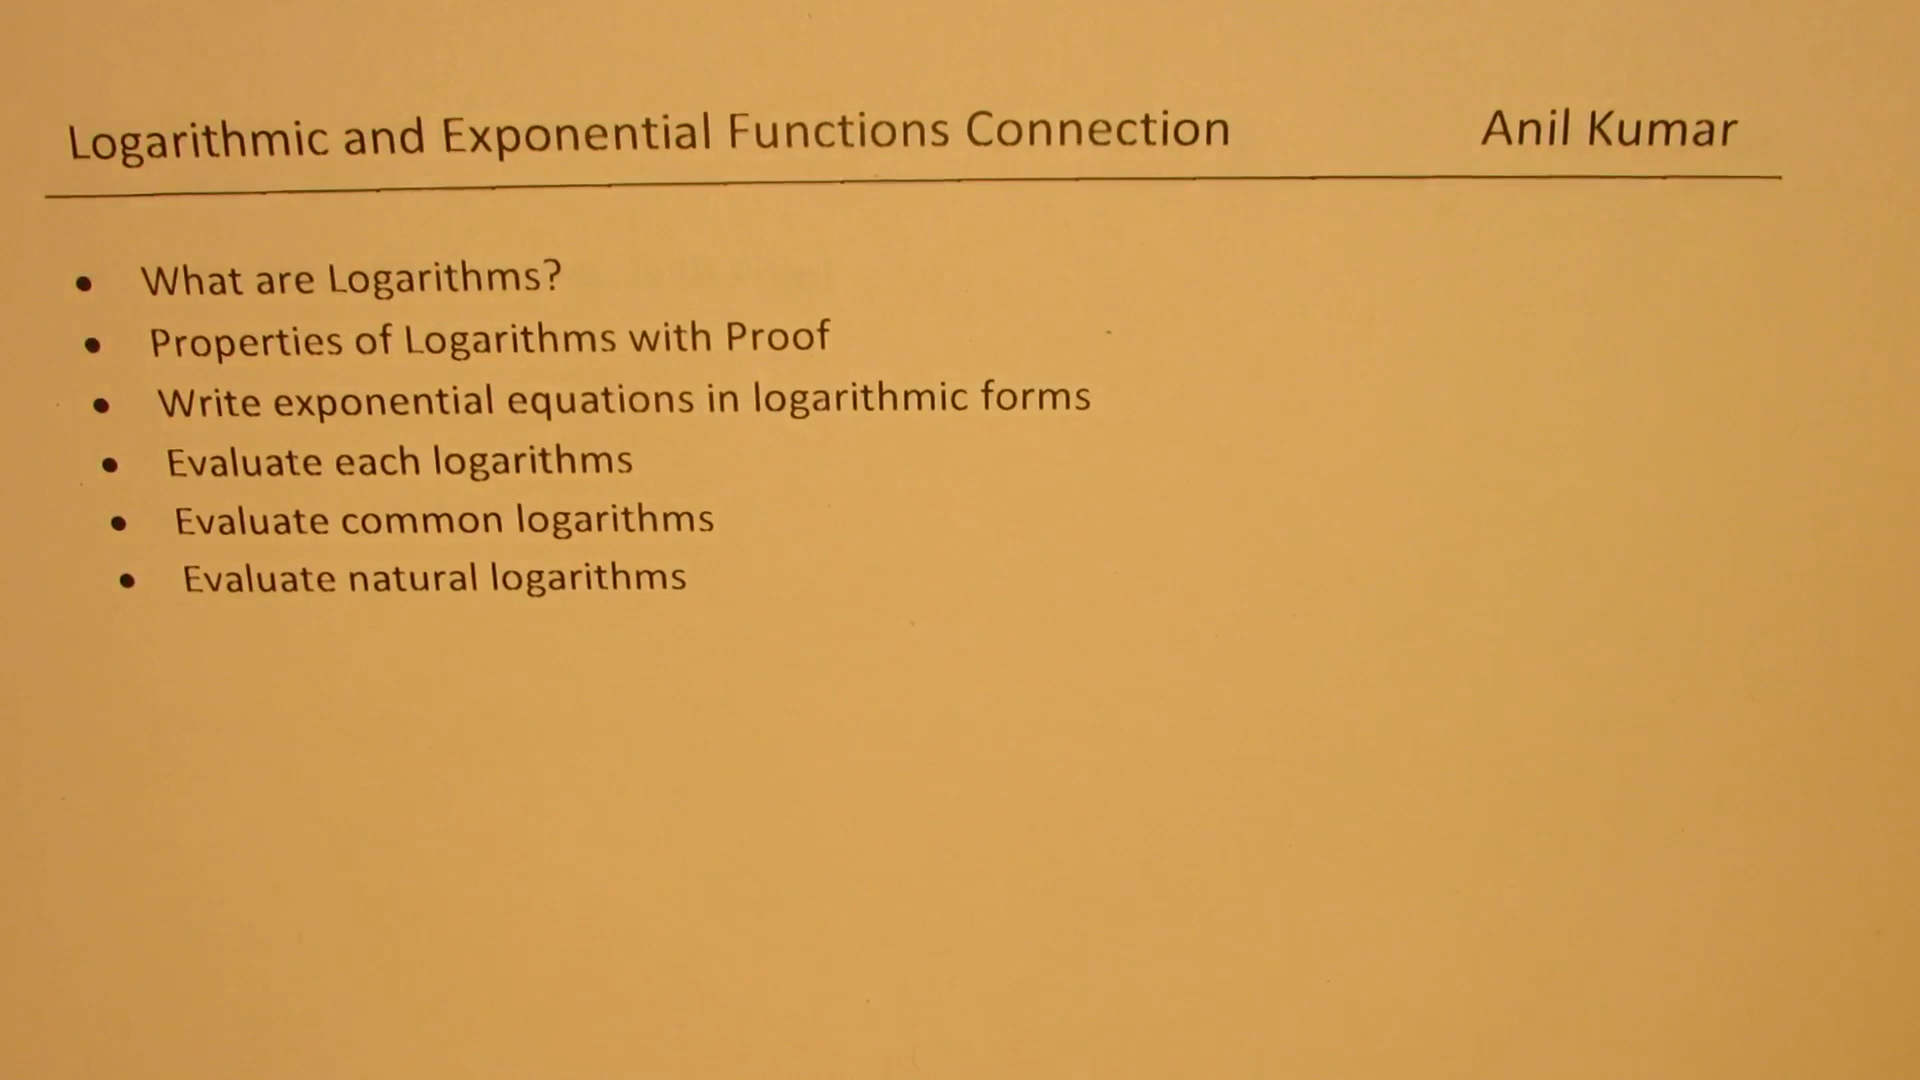 Logarithmic and Exponential Functions Connection Anil Kumar
• What are Logarithms?
• Properties of Logarithms with Proof
• Write exponential equations in logarithmic forms
• Evaluate each logarithms
• Evaluate common logarithms
• Evaluate natural logarithms